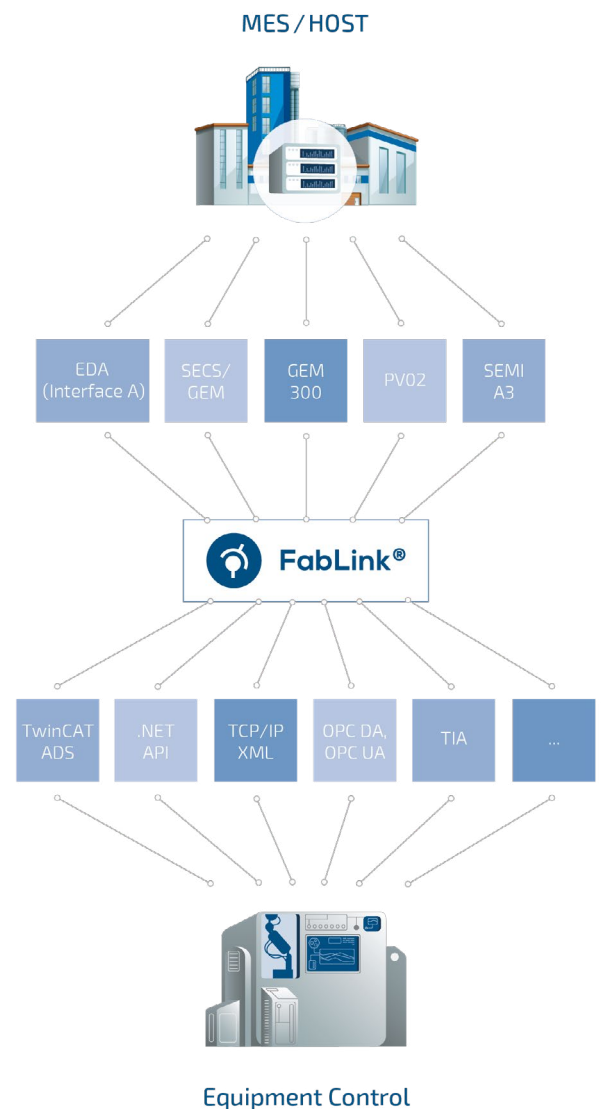 MES / HOST
EDA
(Interface A)
SECS/
GEM
GEM
300
PV02
SEMI
A3
FabLink®
TwinCAT
ADS
.NET
API
TCP/IP
XML
OPC DA,
OPC UA
TIA
...
Equipment Control